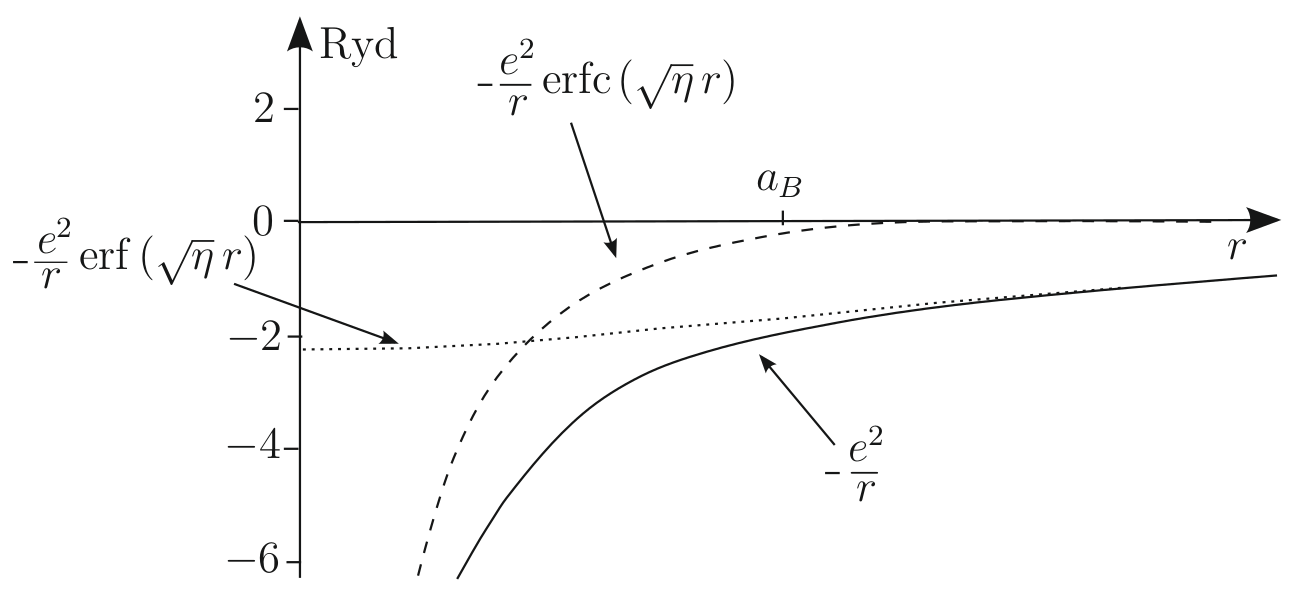 Ryd
-e²/r erfc (√η r)
2
a_B
0
-e²/r erf (√η r)
r
−2
−4
-e²/r
−6